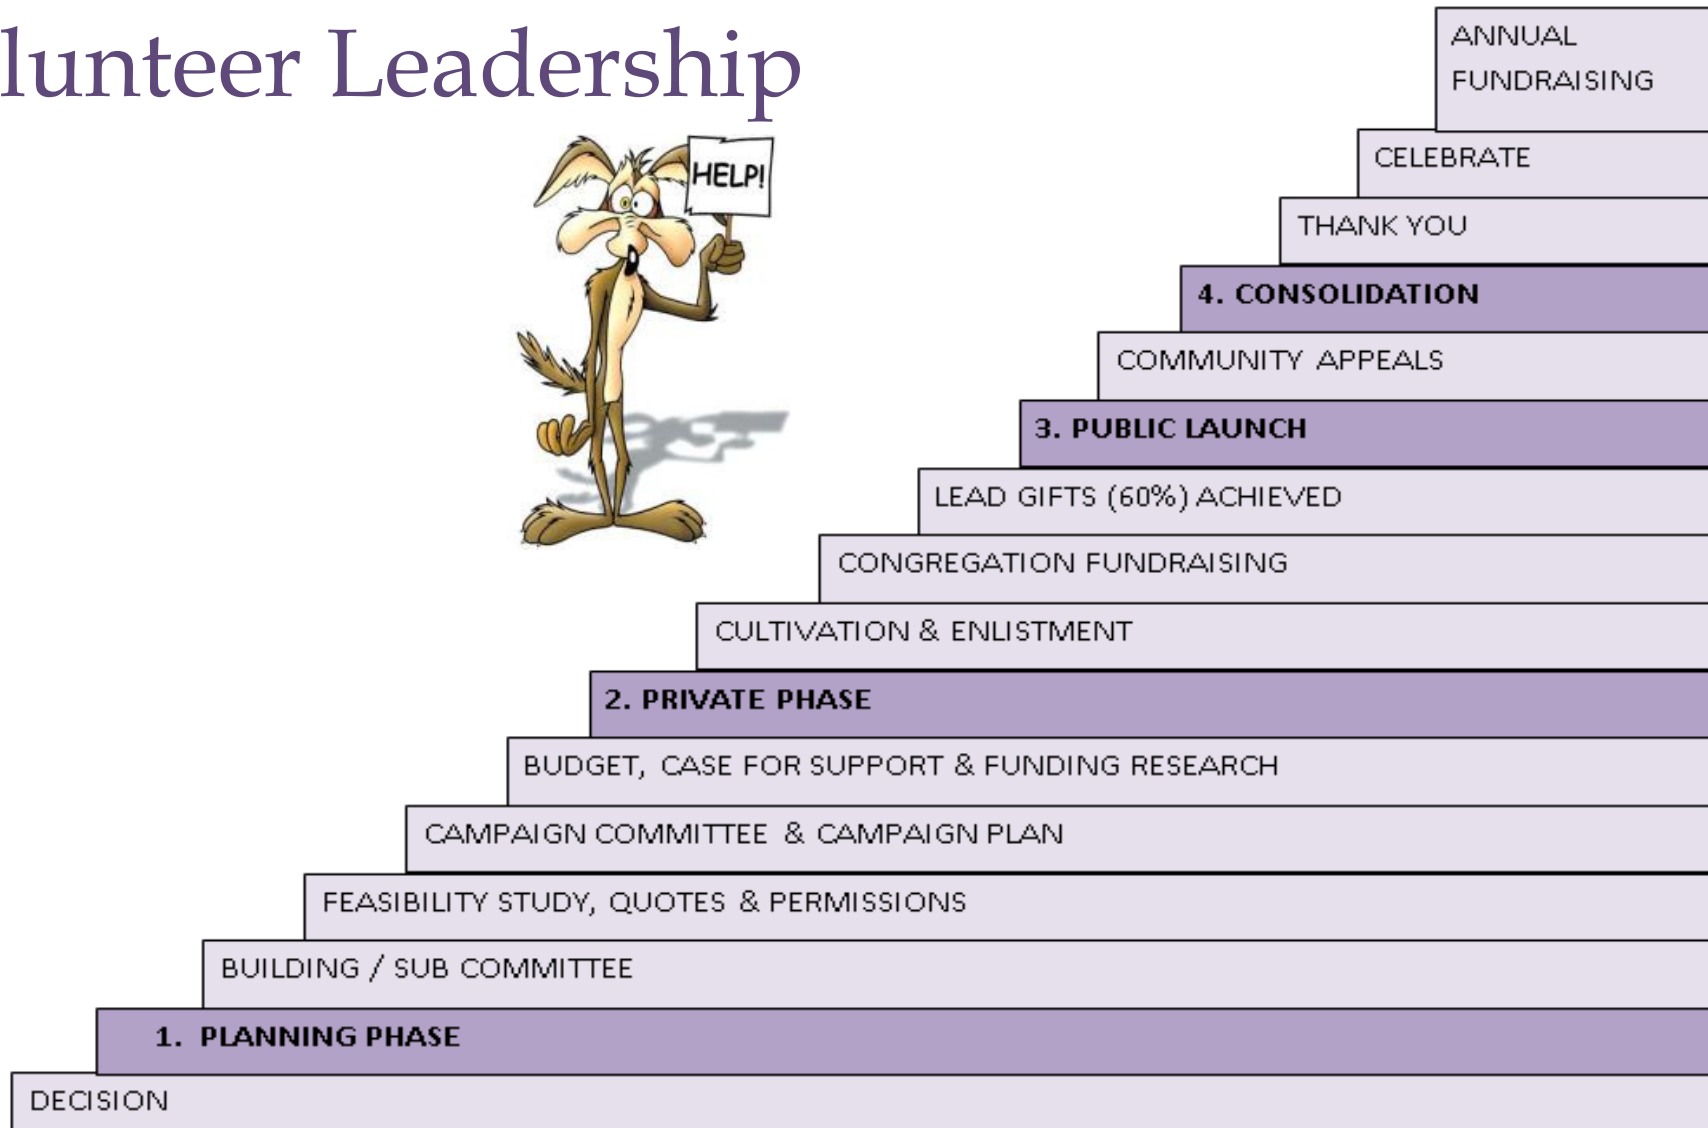 lunteer Leadership
HELP!
ANNUAL
FUNDRAISING
CELEBRATE
THANK YOU
4. CONSOLIDATION
COMMUNITY APPEALS
3. PUBLIC LAUNCH
LEAD GIFTS (60%) ACHIEVED
CONGREGATION FUNDRAISING
CULTIVATION & ENLISTMENT
2. PRIVATE PHASE
BUDGET, CASE FOR SUPPORT & FUNDING RESEARCH
CAMPAIGN COMMITTEE & CAMPAIGN PLAN
FEASIBILITY STUDY, QUOTES & PERMISSIONS
BUILDING / SUB COMMITTEE
1. PLANNING PHASE
DECISION